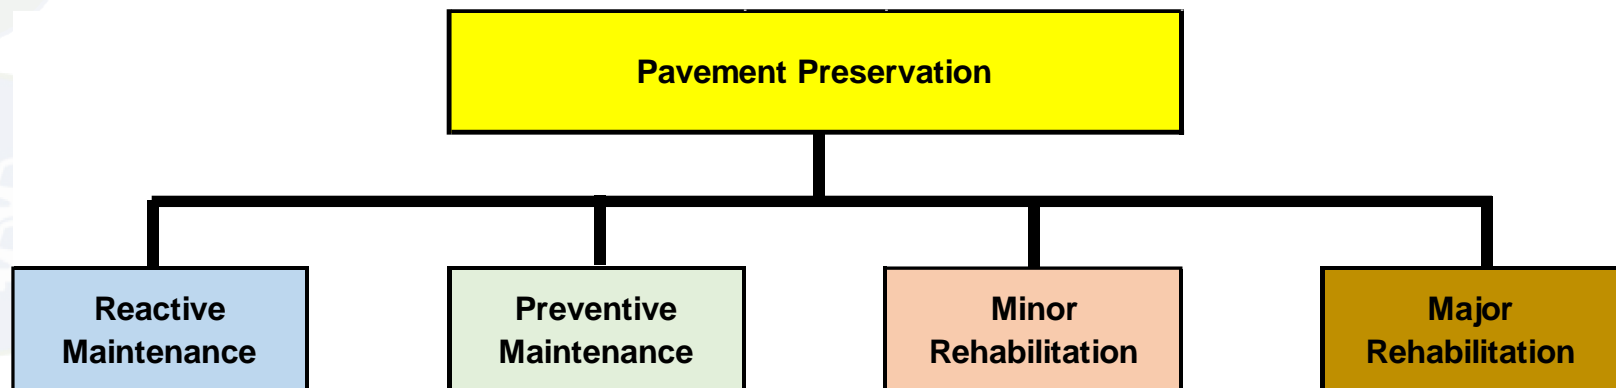 Pavement Preservation
Reactive
Maintenance
Preventive
Maintenance
Minor
Rehabilitation
Major
Rehabilitation